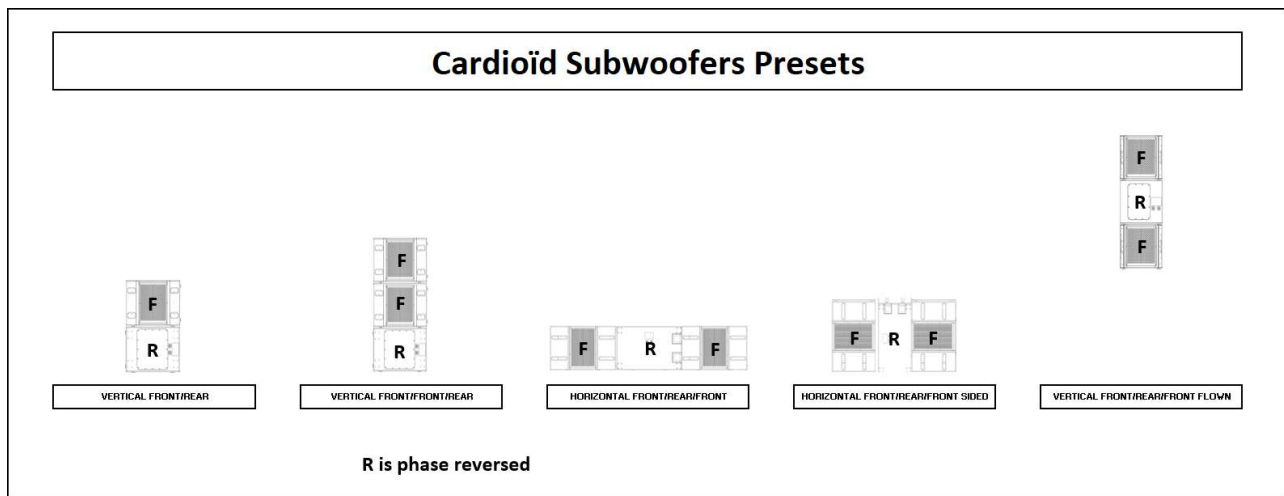 Cardioïd Subwoofers Presets
F
F
R
F
F
F
F
R
F
F
R
F
R
F
R
R
VERTICAL FRONT/REAR
VERTICAL FRONT/FRONT/REAR
HORIZONTAL FRONT/REAR/FRONT
HORIZONTAL FRONT/REAR/FRONT SIDED
VERTICAL FRONT/REAR/FRONT FLOWN
R is phase reversed